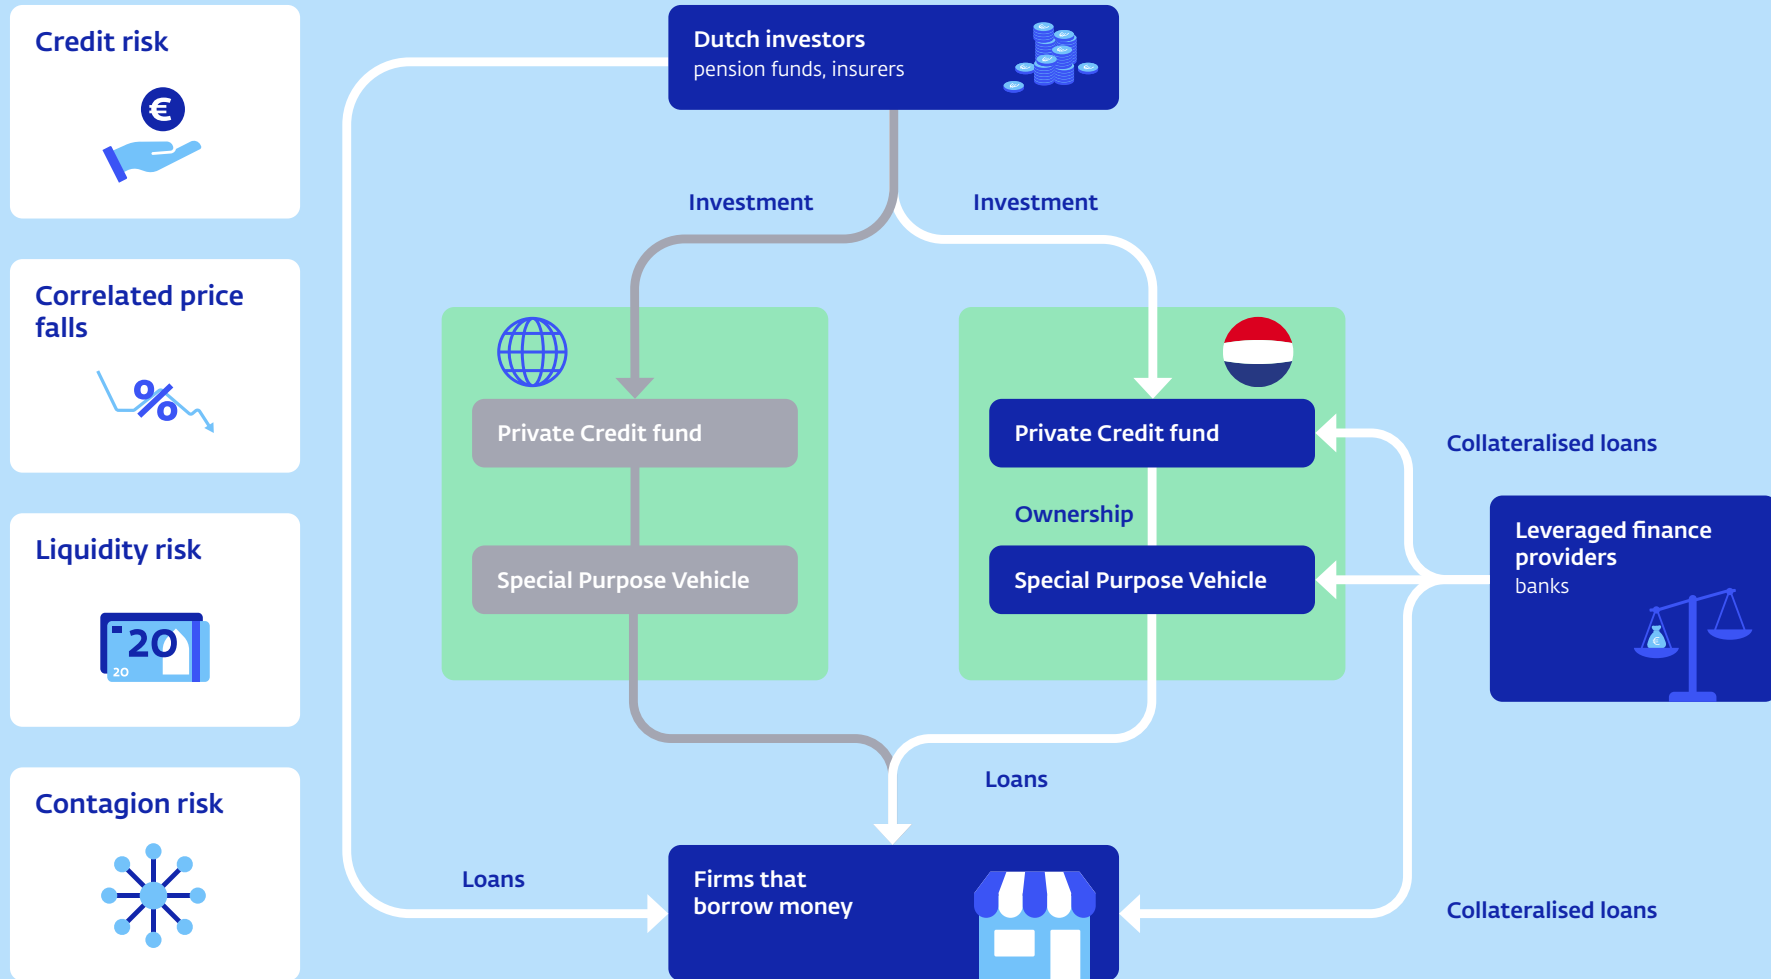 Credit risk
€
Correlated price
falls
%
Liquidity risk
20
20
Contagion risk
Dutch investors
pension funds, insurers
Investment
Investment
Private Credit fund
Special Purpose Vehicle
Private Credit fund
Ownership
Special Purpose Vehicle
Collateralised loans
Leveraged finance
providers
banks
€
Loans
Loans
Firms that
borrow money
Collateralised loans